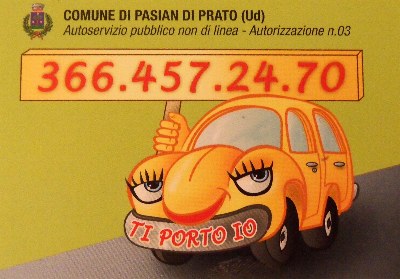 COMUNE DI PASIAN DI PRATO (Ud)
Autoservizio pubblico non di linea - Autorizzazione n.03
366.457.24.70
TI PORTO IO